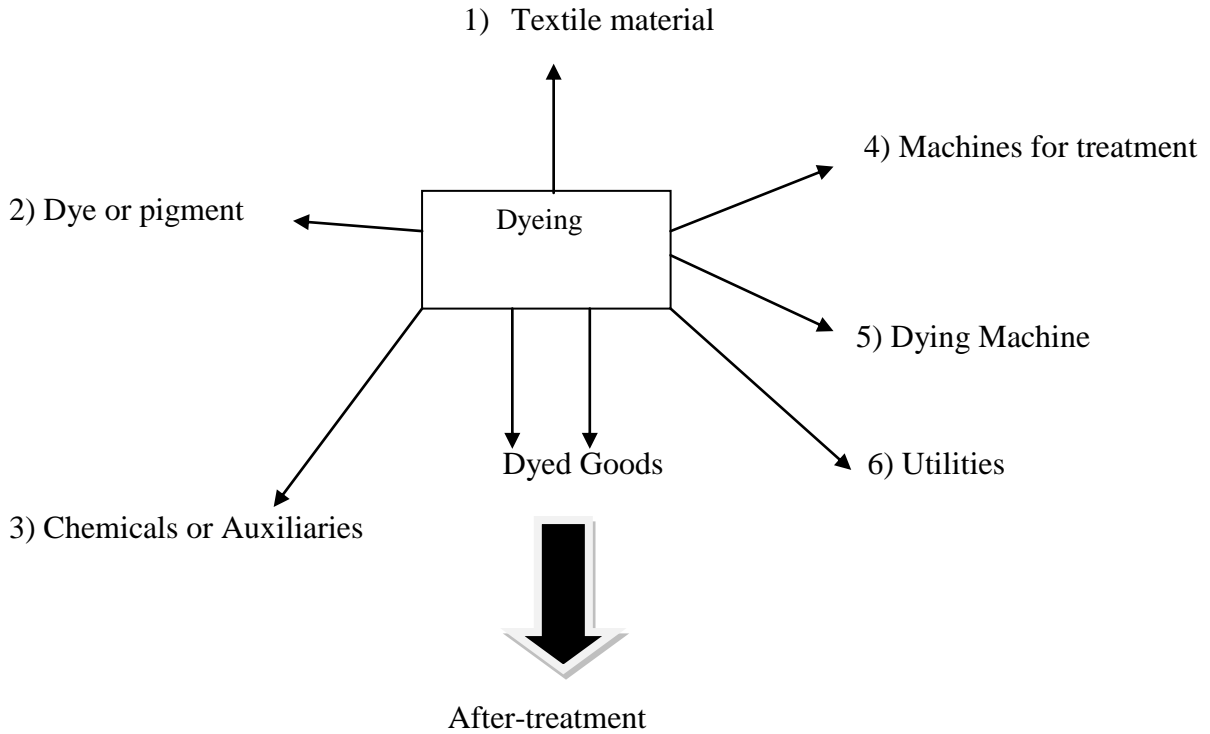 1) Textile material
4) Machines for treatment
2) Dye or pigment
Dyeing
5) Dying Machine
Dyed Goods
6) Utilities
3) Chemicals or Auxiliaries
After-treatment